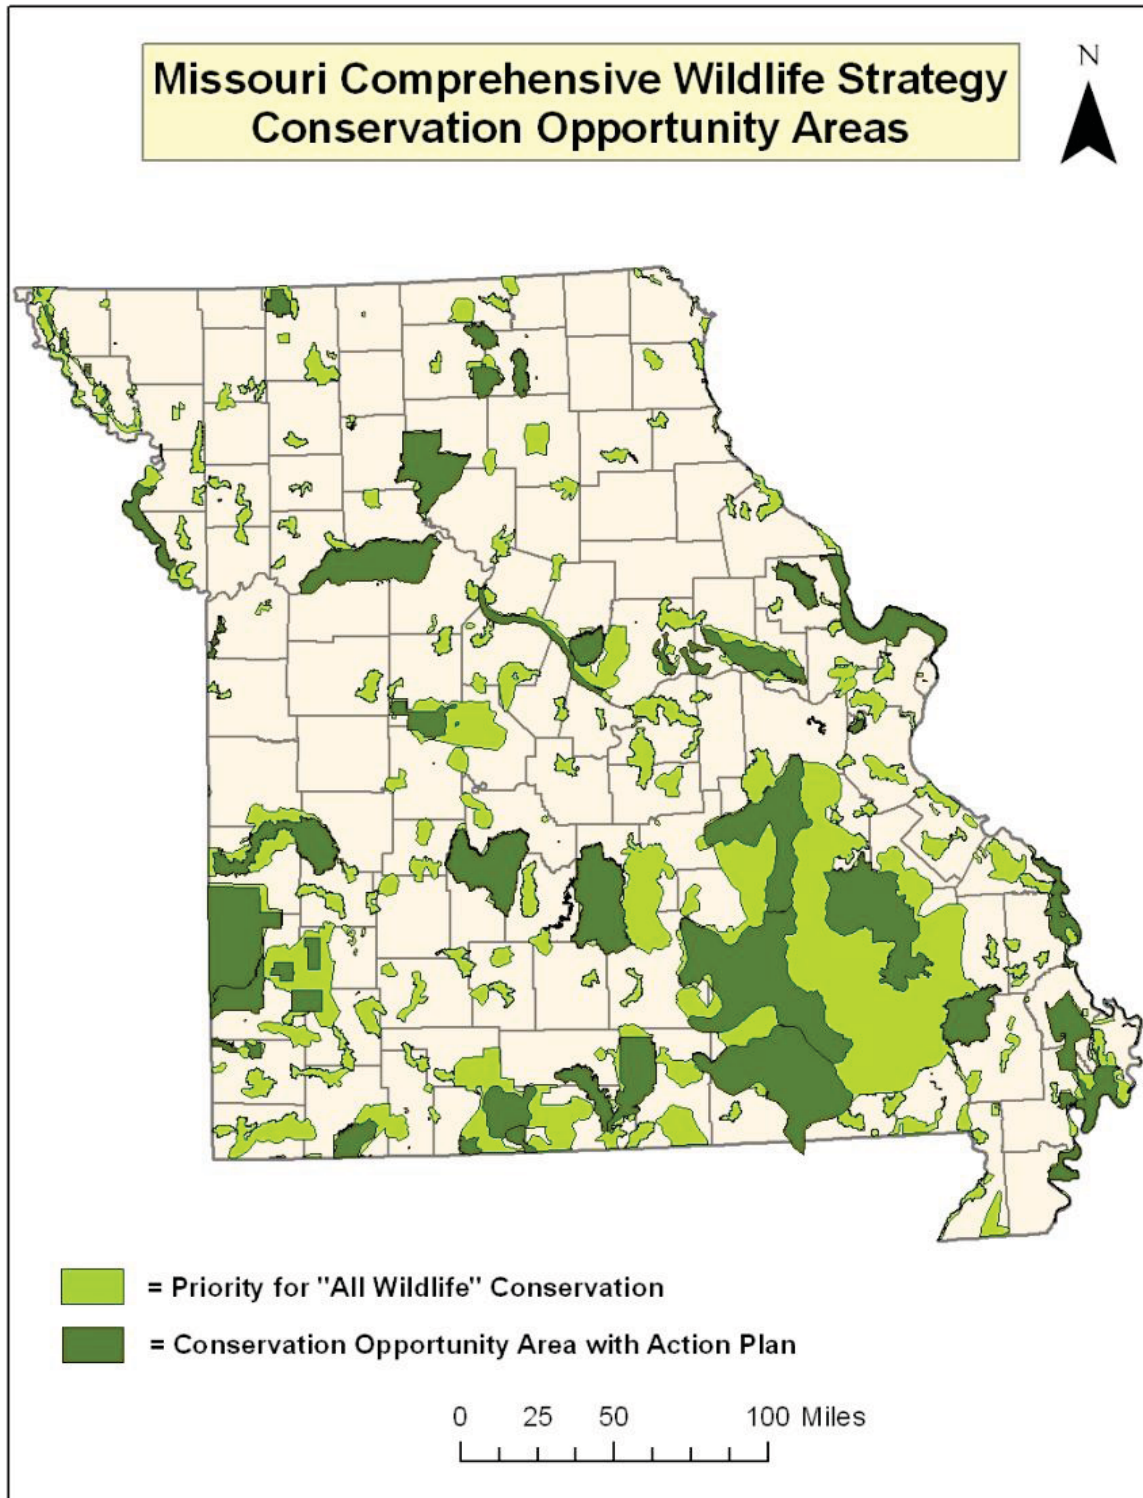 Missouri Comprehensive Wildlife Strategy
Conservation Opportunity Areas
N
= Priority for "All Wildlife" Conservation
= Conservation Opportunity Area with Action Plan
0 25 50 100 Miles